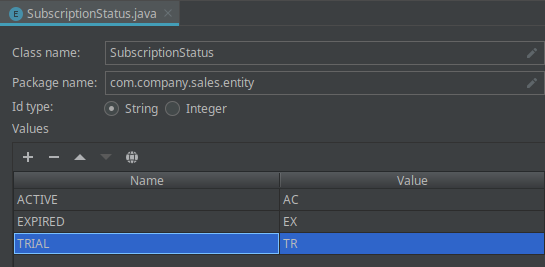 SubscriptionStatus.java
Class name: SubscriptionStatus
Package name: com.company.sales.entity
Id type: String Integer
Values
Name Value
ACTIVE AC
EXPIRED EX
TRIAL TR